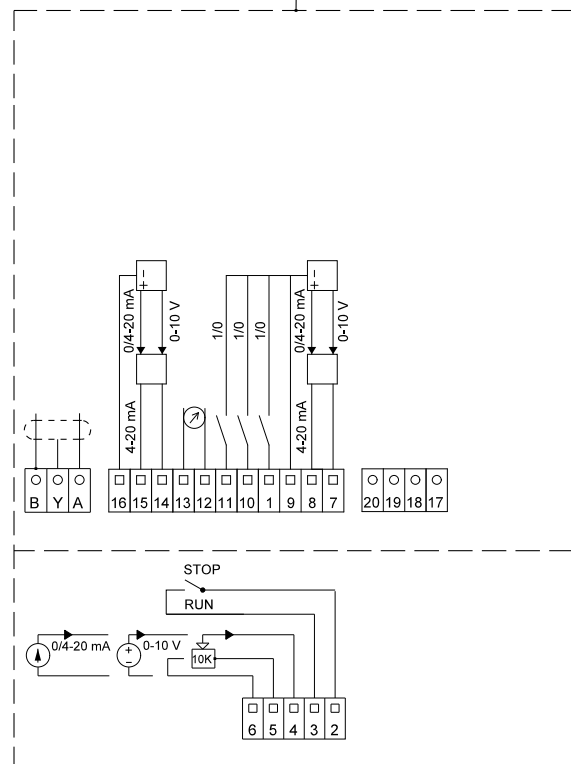 - +
- +
0/4-20 mA
0-10 V
1/0
1/0
1/0
0/4-20 mA
0-10 V
4-20 mA
4-20 mA
B Y A
16 15 14 13 12 11 10 1 9 8 7
20 19 18 17
STOP
RUN
0/4-20 mA
+ -
0-10 V
10K
6 5 4 3 2